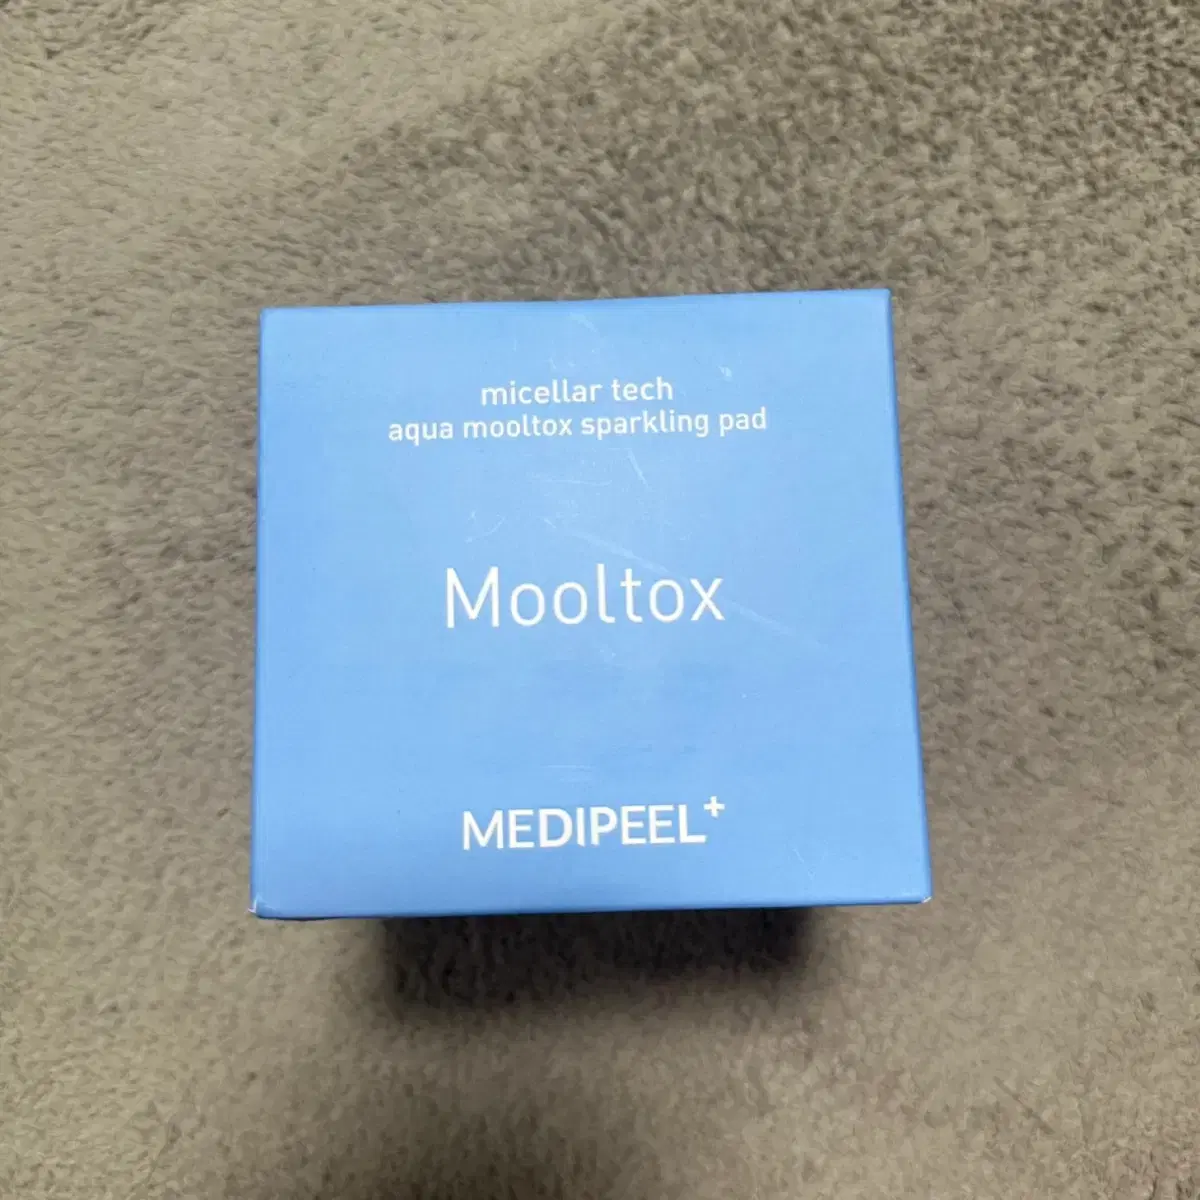 micellar tech
aqua mooltox sparkling pad
Mooltox
MEDIPEEL+